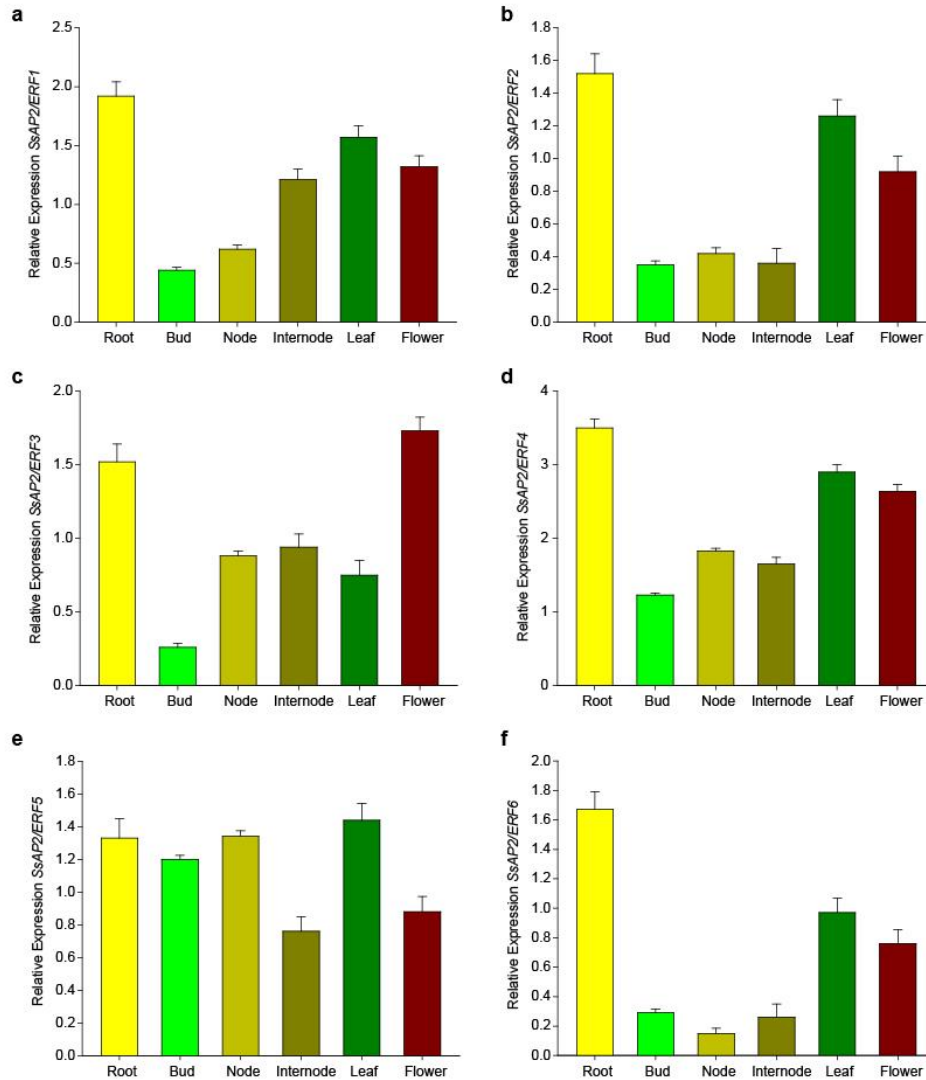 a
Relative Expression SsAP2/ERF1
2.5
2.0
1.5
1.0
0.5
0.0
Root Bud Node Internode Leaf Flower
b
Relative Expression SsAP2/ERF2
1.8
1.6
1.4
1.2
1.0
0.8
0.6
0.4
0.2
0.0
Root Bud Node Internode Leaf Flower
c
Relative Expression SsAP2/ERF3
2.0
1.5
1.0
0.5
0.0
Root Bud Node Internode Leaf Flower
d
Relative Expression SsAP2/ERF4
4
3
2
1
0
Root Bud Node Internode Leaf Flower
e
Relative Expression SsAP2/ERF5
1.8
1.6
1.4
1.2
1.0
0.8
0.6
0.4
0.2
0.0
Root Bud Node Internode Leaf Flower
f
Relative Expression SsAP2/ERF6
2.0
1.8
1.6
1.4
1.2
1.0
0.8
0.6
0.4
0.2
0.0
Root Bud Node Internode Leaf Flower